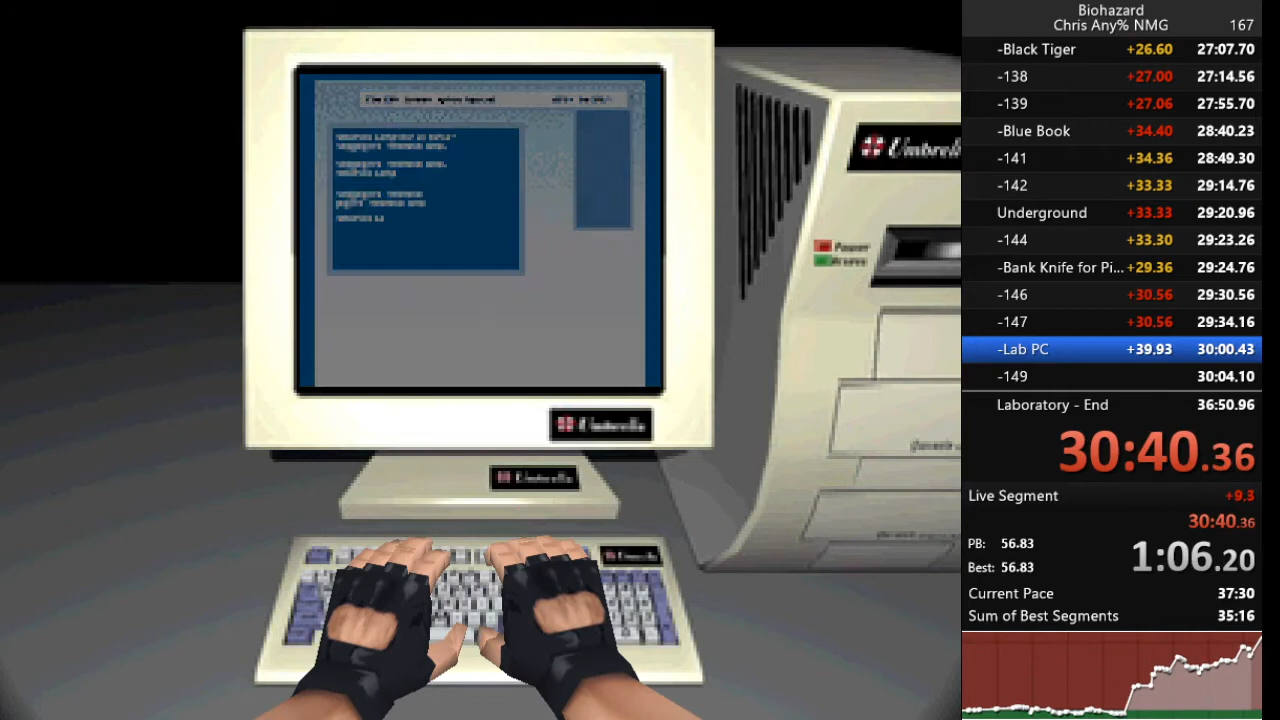 Biohazard
Chris Any% NMG 167
-Black Tiger +26.60 27:07.70
-138 +27.00 27:14.56
-139 +27.06 27:55.70
-Blue Book +34.40 28:40.23
-141 +34.36 28:49.30
-142 +33.33 29:14.76
Underground +33.33 29:20.96
-144 +33.30 29:23.26
-Bank Knife for Pi... +29.36 29:24.76
-146 +30.56 29:30.56
-147 +30.56 29:34.16
-Lab PC +39.93 30:00.43
-149 30:04.10
Laboratory - End 36:50.96
30:40.36
Live Segment +9.3
30:40.36
PB: 56.83
Best: 56.83
1:06.20
Current Pace 37:30
Sum of Best Segments 35:16
Umbrella
Power
Access
Umbrella
Umbrella
Umbrella